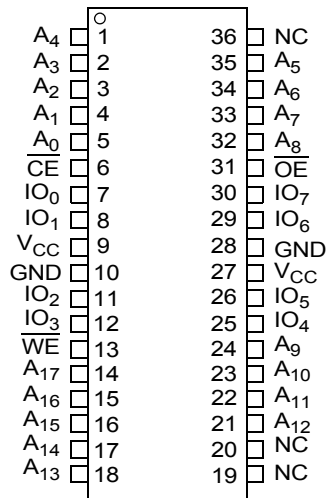 A4 1 36 NC
A3 2 35 A5
A2 3 34 A6
A1 4 33 A7
A0 5 32 A8
C̅E̅ 6 31 O̅E̅
IO0 7 30 IO7
IO1 8 29 IO6
VCC 9 28 GND
GND 10 27 VCC
IO2 11 26 IO5
IO3 12 25 IO4
W̅E̅ 13 24 A9
A17 14 23 A10
A16 15 22 A11
A15 16 21 A12
A14 17 20 NC
A13 18 19 NC